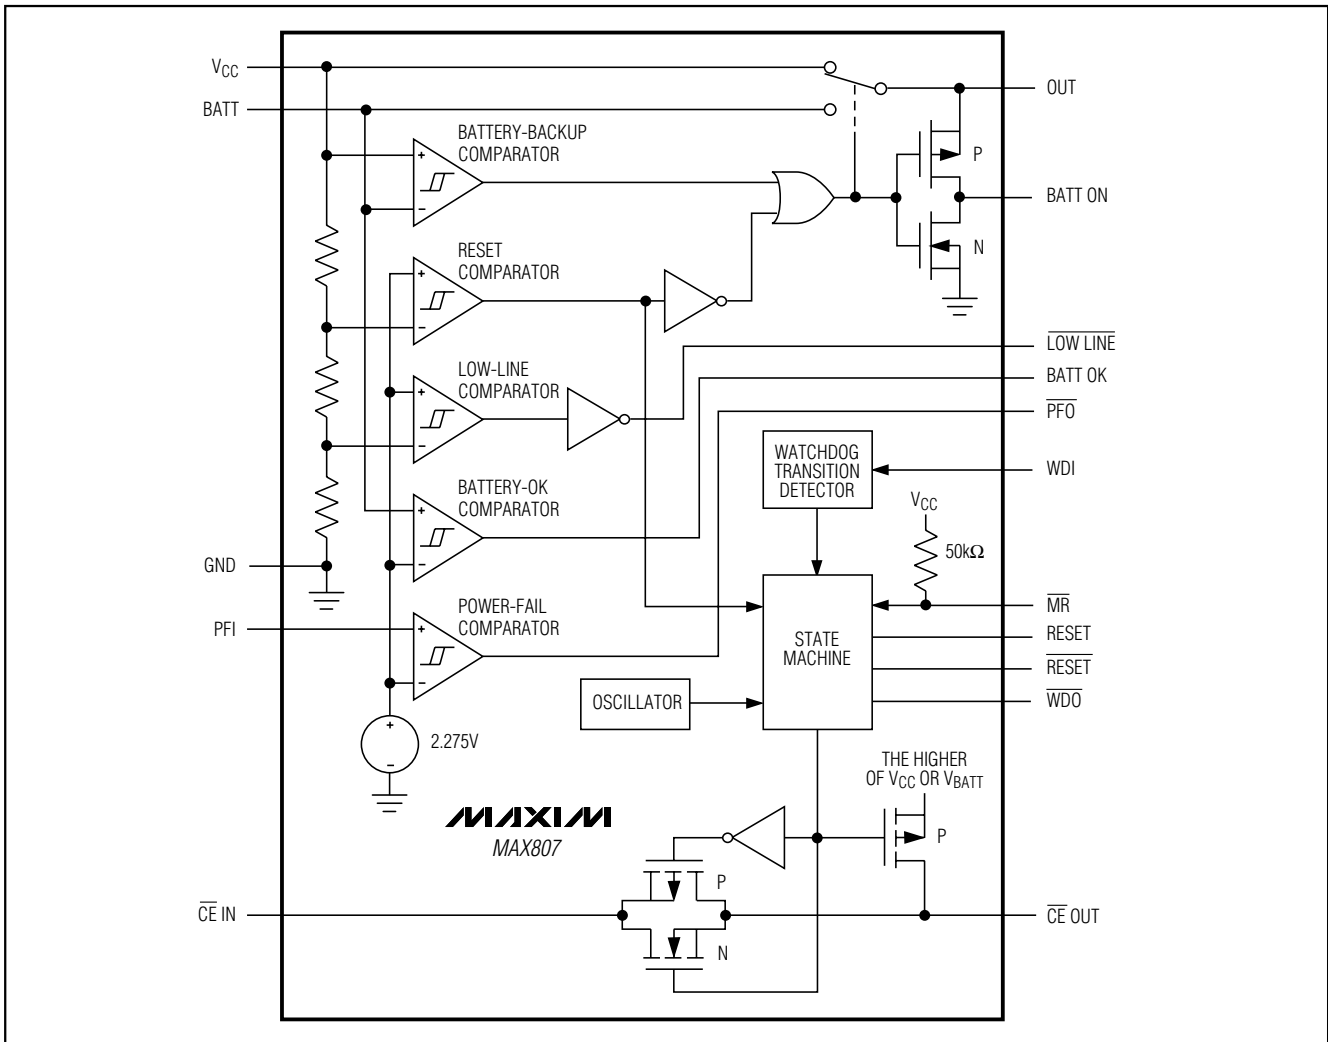 VCC
BATT
GND
PFI
CE IN
BATTERY-BACKUP
COMPARATOR
+
−
RESET
COMPARATOR
+
−
LOW-LINE
COMPARATOR
+
−
BATTERY-OK
COMPARATOR
+
−
POWER-FAIL
COMPARATOR
+
−
+
−
2.275V
MAXIM
MAX807
OSCILLATOR
WATCHDOG
TRANSITION
DETECTOR
STATE
MACHINE
VCC
50kΩ
THE HIGHER
OF VCC OR VBATT
P
N
P
P
N
OUT
BATT ON
LOW LINE
BATT OK
PFO
WDI
MR
RESET
RESET
WDO
CE OUT